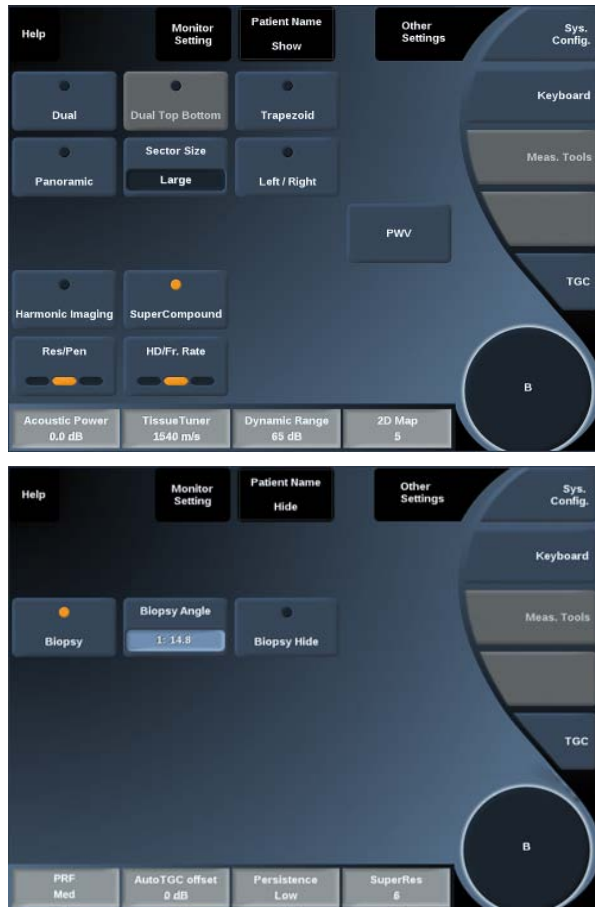 Help
Monitor
Setting
Patient Name
Show
Other
Settings
Sys.
Config.
Dual
Dual Top Bottom
Trapezoid
Keyboard
Panoramic
Sector Size
Large
Left / Right
Meas. Tools
PWV
TGC
Harmonic Imaging
SuperCompound
Res/Pen
HD/Fr. Rate
B
Acoustic Power
0.0 dB
TissueTuner
1540 m/s
Dynamic Range
65 dB
2D Map
5
Help
Monitor
Setting
Patient Name
Hide
Other
Settings
Sys.
Config.
Keyboard
Biopsy
Biopsy Angle
1: 14.8
Biopsy Hide
Meas. Tools
TGC
B
PRF
Med
AutoTGC offset
0 dB
Persistence
Low
SuperRes
6